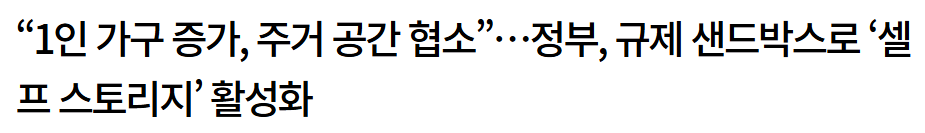 “1인 가구 증가, 주거 공간 협소”…정부, 규제 샌드박스로 ‘셀
프 스토리지’ 활성화